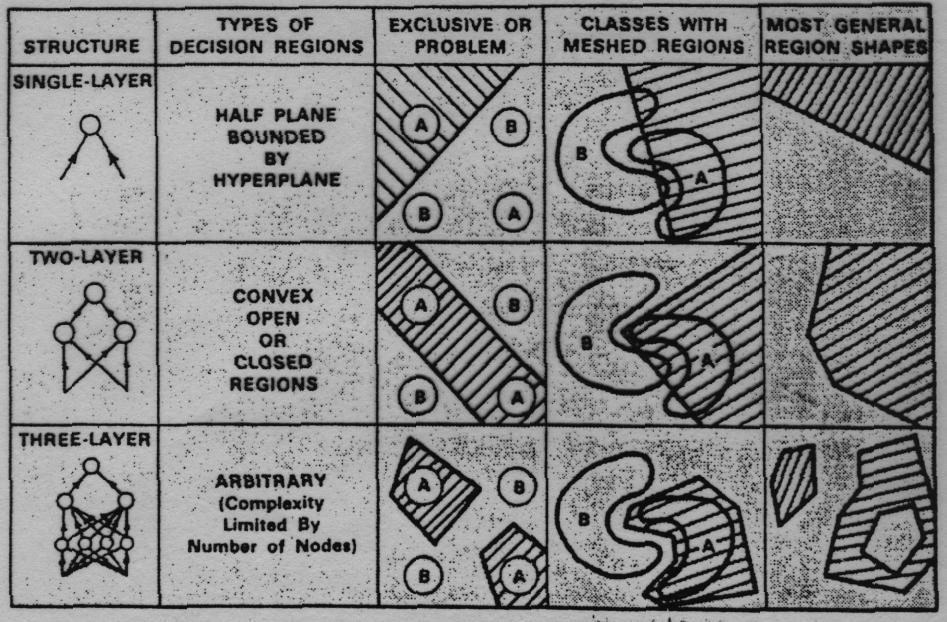 STRUCTURE
TYPES OF
DECISION REGIONS
EXCLUSIVE OR
PROBLEM
CLASSES WITH
MESHED REGIONS
MOST GENERAL
REGION SHAPES
SINGLE-LAYER
HALF PLANE
BOUNDED
BY
HYPERPLANE
A
B
B
A
B
A
TWO-LAYER
CONVEX
OPEN
OR
CLOSED
REGIONS
A
B
B
A
B
A
THREE-LAYER
ARBITRARY
(Complexity
Limited By
Number of Nodes)
A
B
B
A
B
A